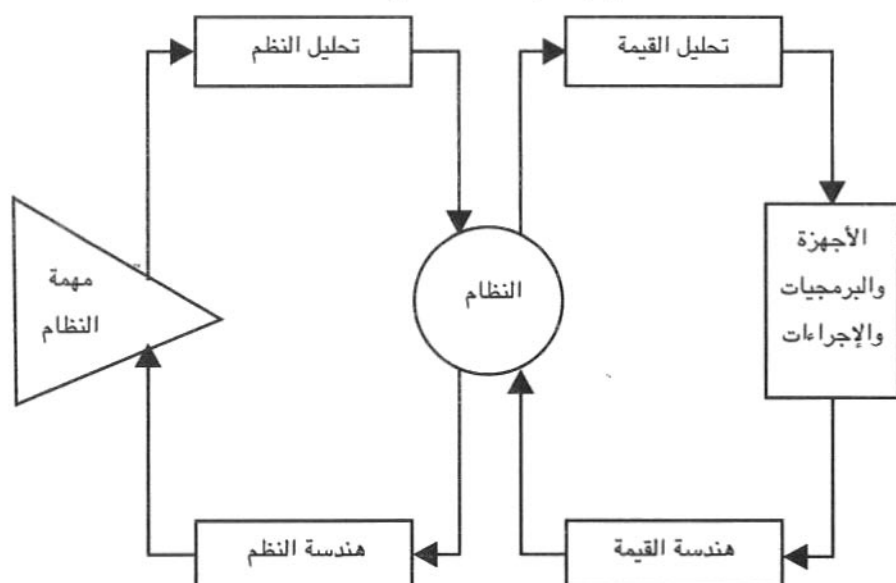 تحليل القيمة
تحليل النظم
الأجهزة
والبرمجيات
والإجراءات
النظام
مهمة
النظام
هندسة القيمة
هندسة النظم